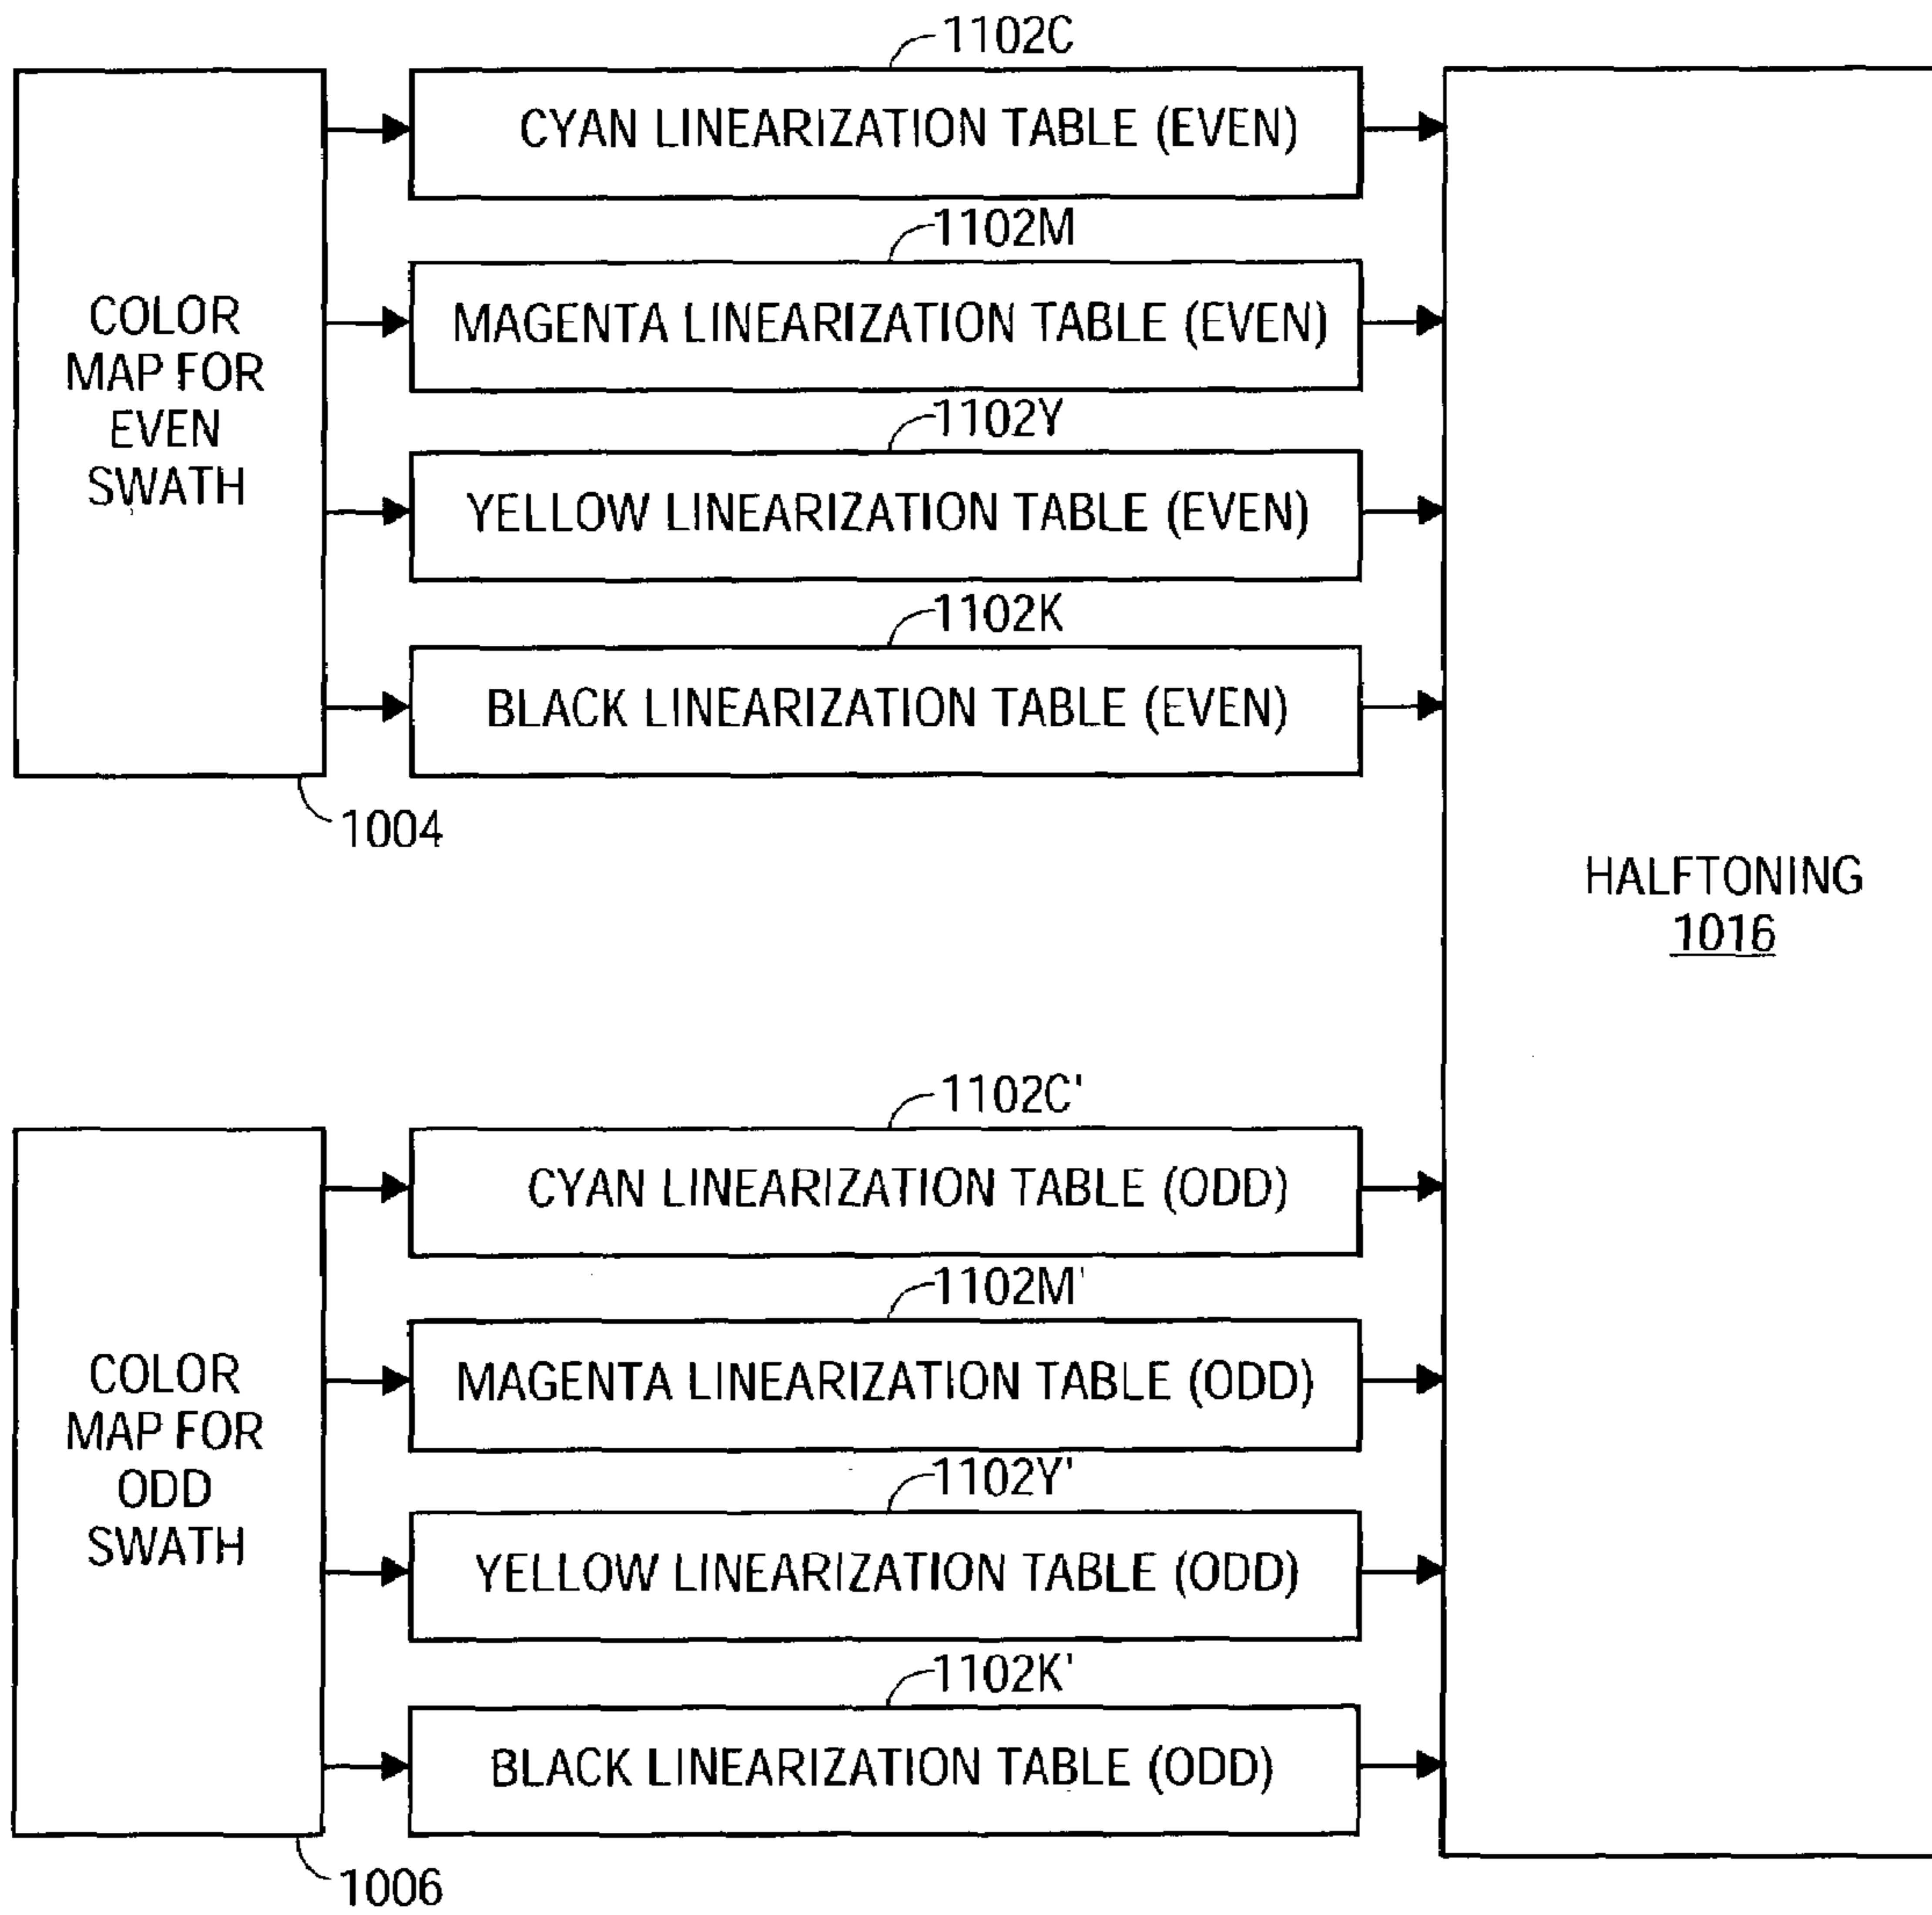 1102C
CYAN LINEARIZATION TABLE (EVEN)
1102M
MAGENTA LINEARIZATION TABLE (EVEN)
1102Y
YELLOW LINEARIZATION TABLE (EVEN)
1102K
BLACK LINEARIZATION TABLE (EVEN)
COLOR
MAP FOR
EVEN
SWATH
1004
HALFTONING
1016
1102C'
CYAN LINEARIZATION TABLE (ODD)
1102M'
MAGENTA LINEARIZATION TABLE (ODD)
1102Y'
YELLOW LINEARIZATION TABLE (ODD)
1102K'
BLACK LINEARIZATION TABLE (ODD)
COLOR
MAP FOR
ODD
SWATH
1006